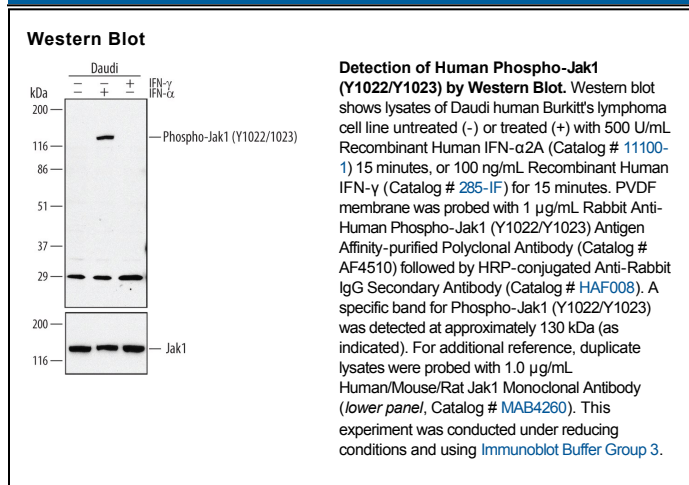 Western Blot
Daudi
− − + IFN-γ
kDa − + − IFN-α
200
Phospho-Jak1 (Y1022/1023)
116
86
51
37
29
200
Jak1
116
Detection of Human Phospho-Jak1
(Y1022/Y1023) by Western Blot. Western blot
shows lysates of Daudi human Burkitt's lymphoma
cell line untreated (-) or treated (+) with 500 U/mL
Recombinant Human IFN-α2A (Catalog # 11100-
1) 15 minutes, or 100 ng/mL Recombinant Human
IFN-γ (Catalog # 285-IF) for 15 minutes. PVDF
membrane was probed with 1 µg/mL Rabbit Anti-
Human Phospho-Jak1 (Y1022/Y1023) Antigen
Affinity-purified Polyclonal Antibody (Catalog #
AF4510) followed by HRP-conjugated Anti-Rabbit
IgG Secondary Antibody (Catalog # HAF008). A
specific band for Phospho-Jak1 (Y1022/Y1023)
was detected at approximately 130 kDa (as
indicated). For additional reference, duplicate
lysates were probed with 1.0 µg/mL
Human/Mouse/Rat Jak1 Monoclonal Antibody
(lower panel, Catalog # MAB4260). This
experiment was conducted under reducing
conditions and using Immunoblot Buffer Group 3.